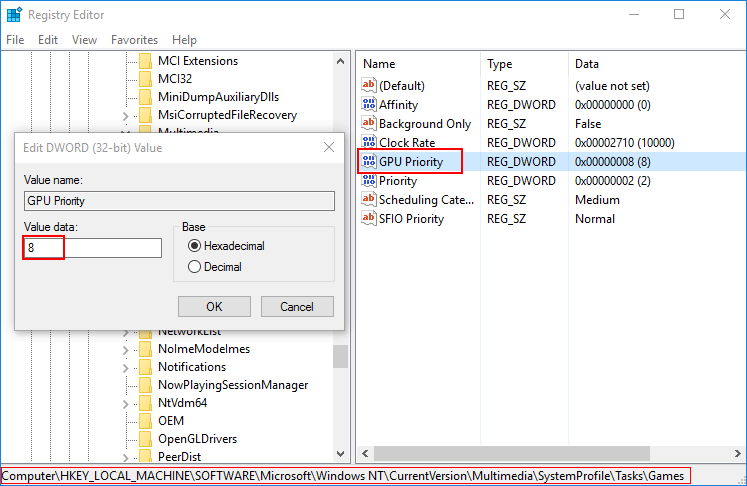 Registry Editor
File Edit View Favorites Help
MCI Extensions
MCI32
MiniDumpAuxiliaryDlls
MsiCorruptedFileRecovery
Multimedia
Edit DWORD (32-bit) Value
Value name:
GPU Priority
Value data:
8
Base
Hexadecimal
Decimal
OK Cancel
NetworkList
NoImeModeImes
Notifications
NowPlayingSessionManager
NtVdm64
OEM
OpenGLDrivers
PeerDist
Name Type Data
(Default) REG_SZ (value not set)
Affinity REG_DWORD 0x00000000 (0)
Background Only REG_SZ False
Clock Rate REG_DWORD 0x00002710 (10000)
GPU Priority REG_DWORD 0x00000008 (8)
Priority REG_DWORD 0x00000002 (2)
Scheduling Cate... REG_SZ Medium
SFIO Priority REG_SZ Normal
Computer\HKEY_LOCAL_MACHINE\SOFTWARE\Microsoft\Windows NT\CurrentVersion\Multimedia\SystemProfile\Tasks\Games